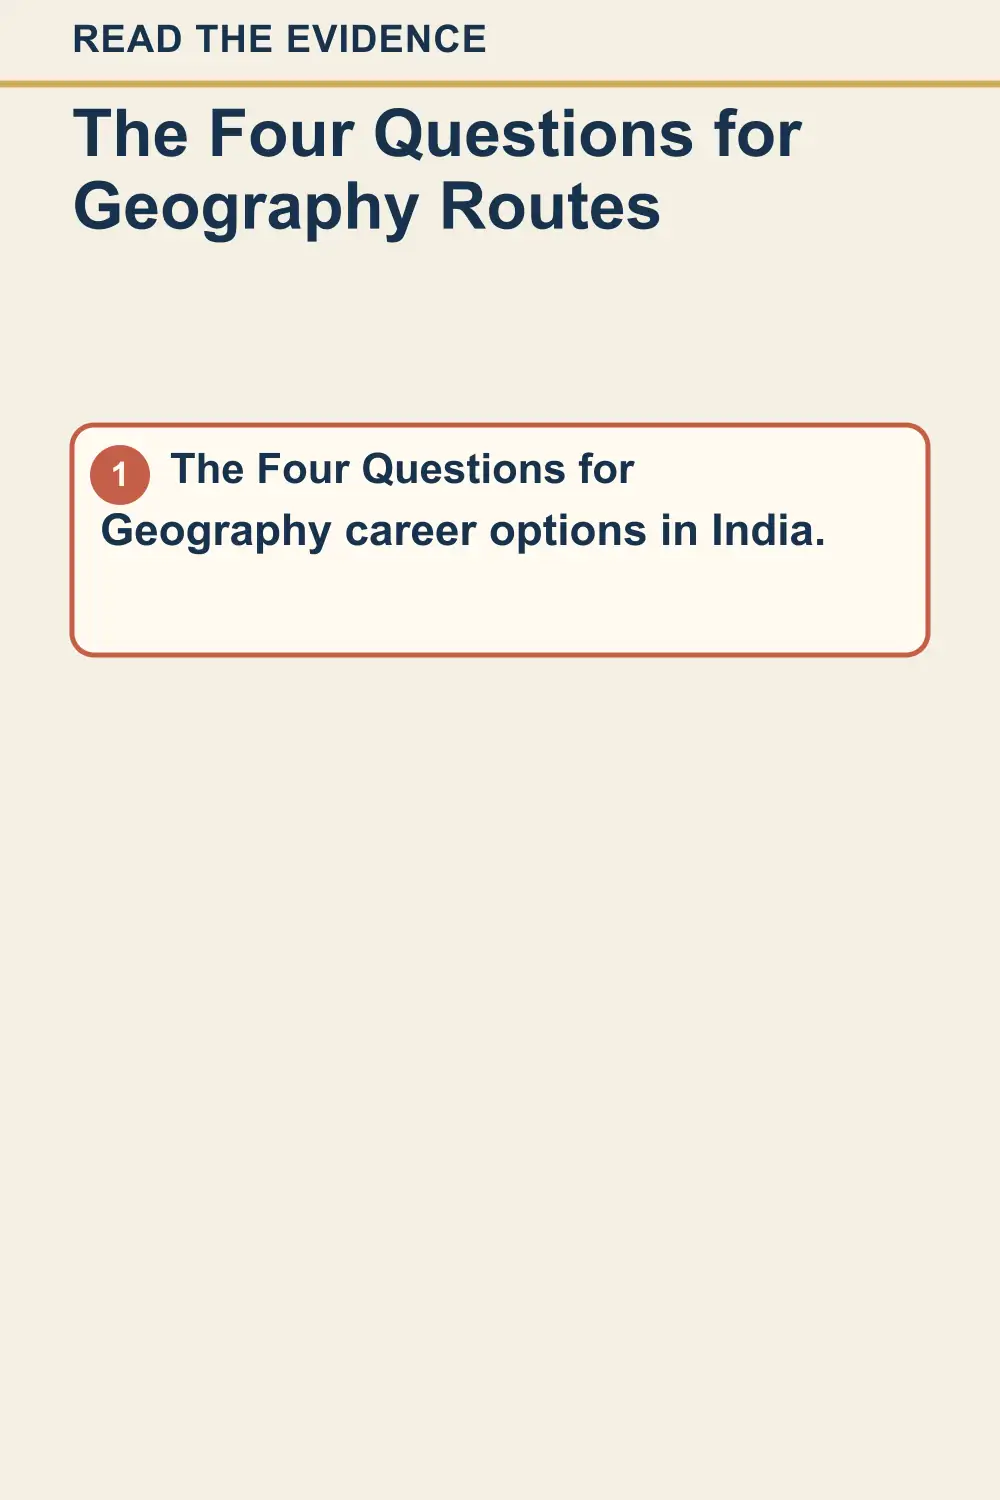 READ THE EVIDENCE
The Four Questions for
Geography Routes
1 The Four Questions for
Geography career options in India.